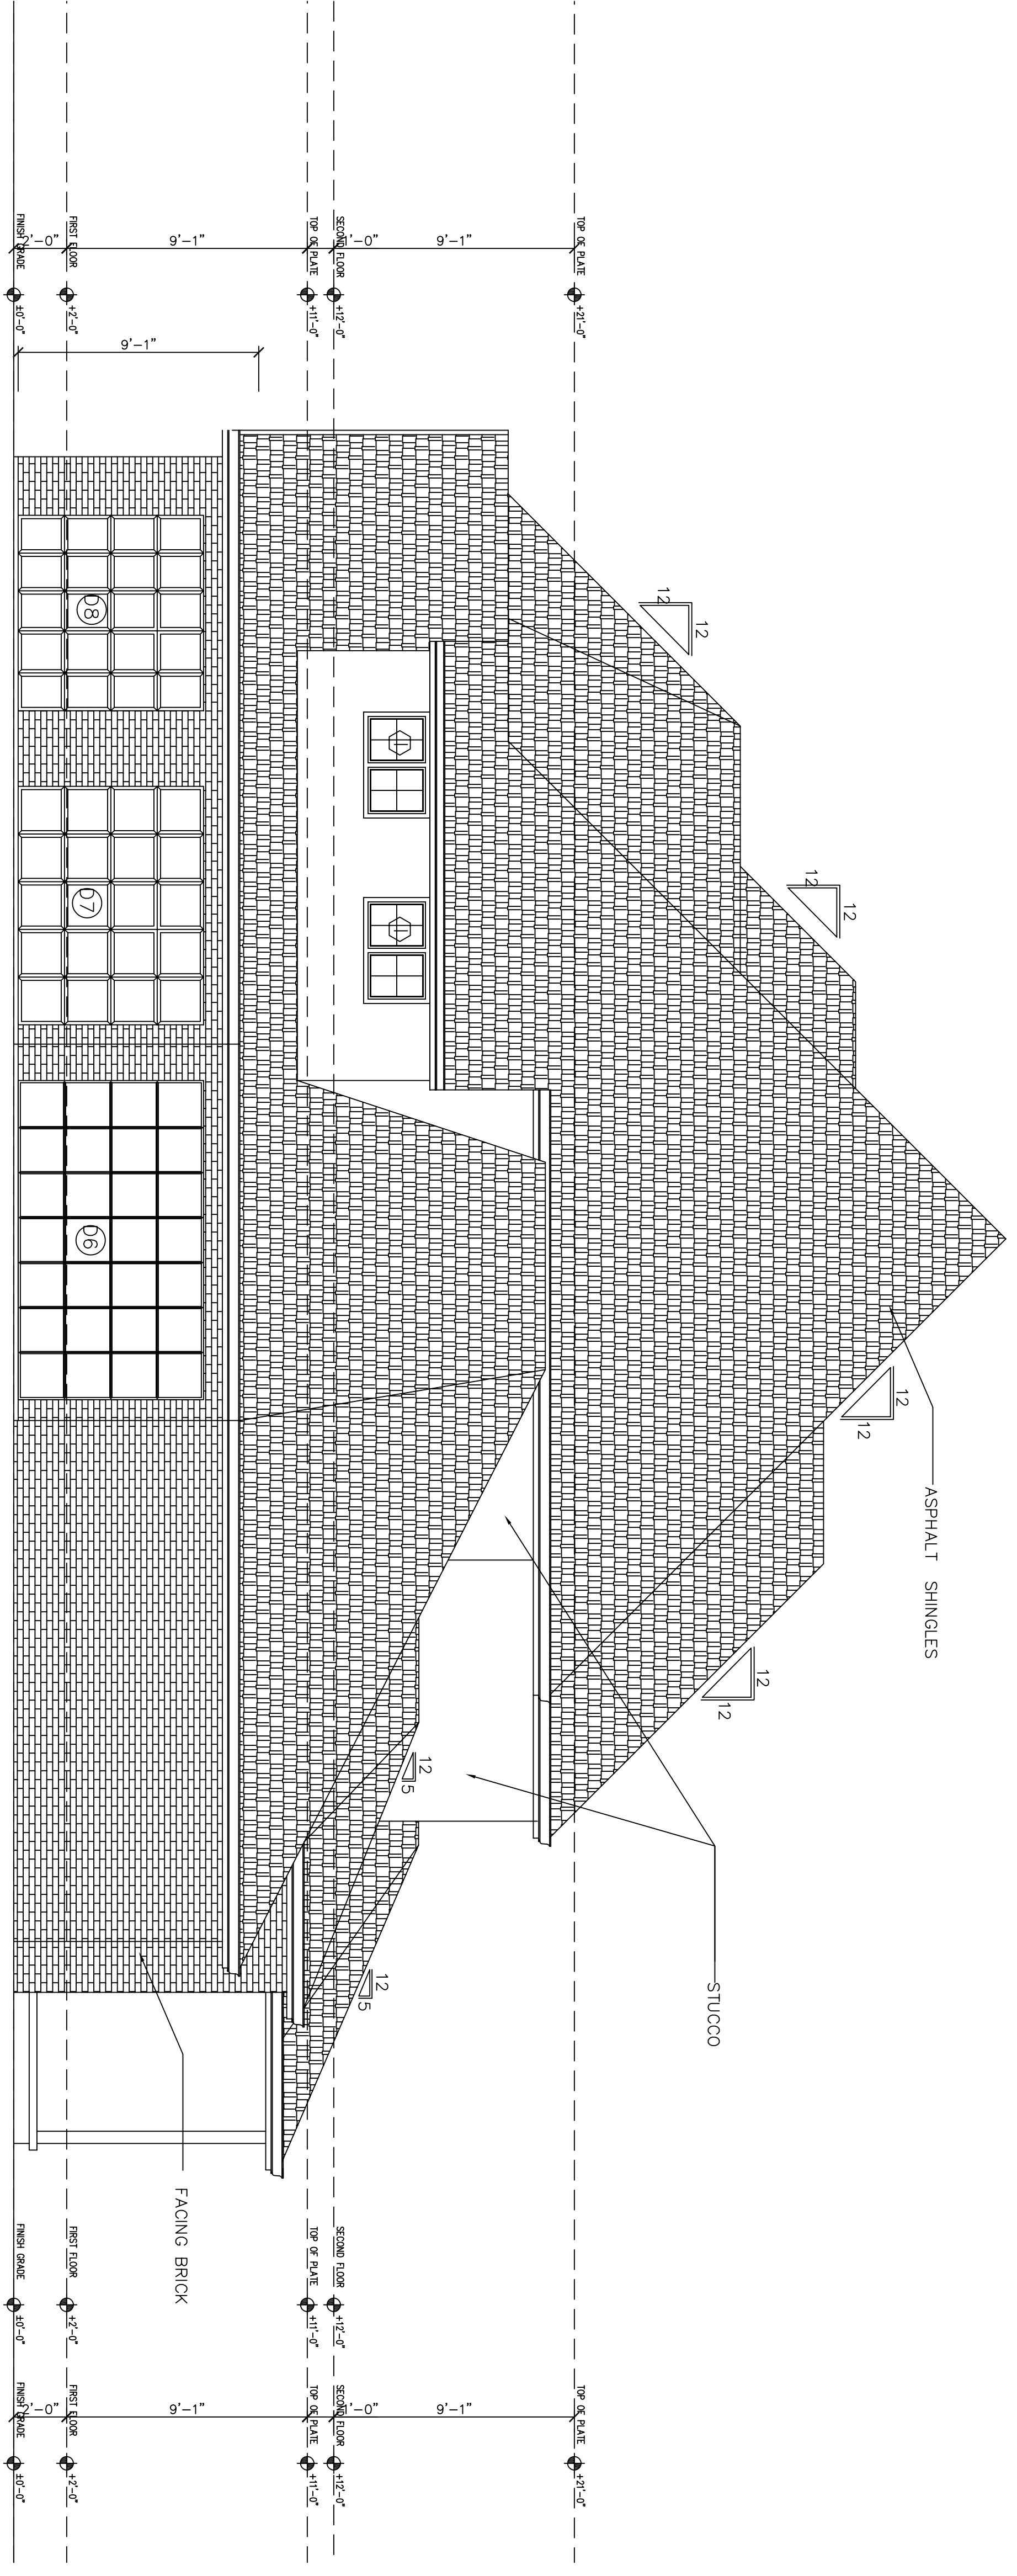 12
12
12
12
12
12
12
12
ASPHALT SHINGLES
STUCCO
12
5
12
5
11
11
D8
D7
D6
FACING BRICK
TOP OF PLATE
+21'-0"
9'-1"
SECOND FLOOR
+12'-0"
1'-0"
TOP OF PLATE
+11'-0"
9'-1"
FIRST FLOOR
+2'-0"
2'-0"
FINISH GRADE
±0'-0"
9'-1"
SECOND FLOOR
+12'-0"
TOP OF PLATE
+11'-0"
FIRST FLOOR
+2'-0"
FINISH GRADE
±0'-0"
TOP OF PLATE
+21'-0"
9'-1"
SECOND FLOOR
+12'-0"
1'-0"
TOP OF PLATE
+11'-0"
9'-1"
FIRST FLOOR
+2'-0"
2'-0"
FINISH GRADE
±0'-0"